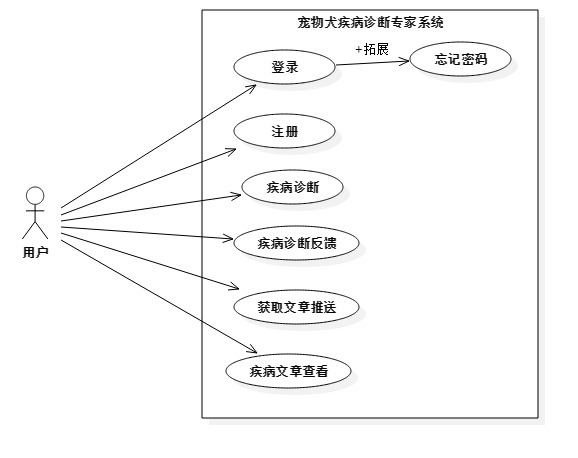 宠物犬疾病诊断专家系统
登录
+拓展
忘记密码
注册
疾病诊断
用户
疾病诊断反馈
获取文章推送
疾病文章查看